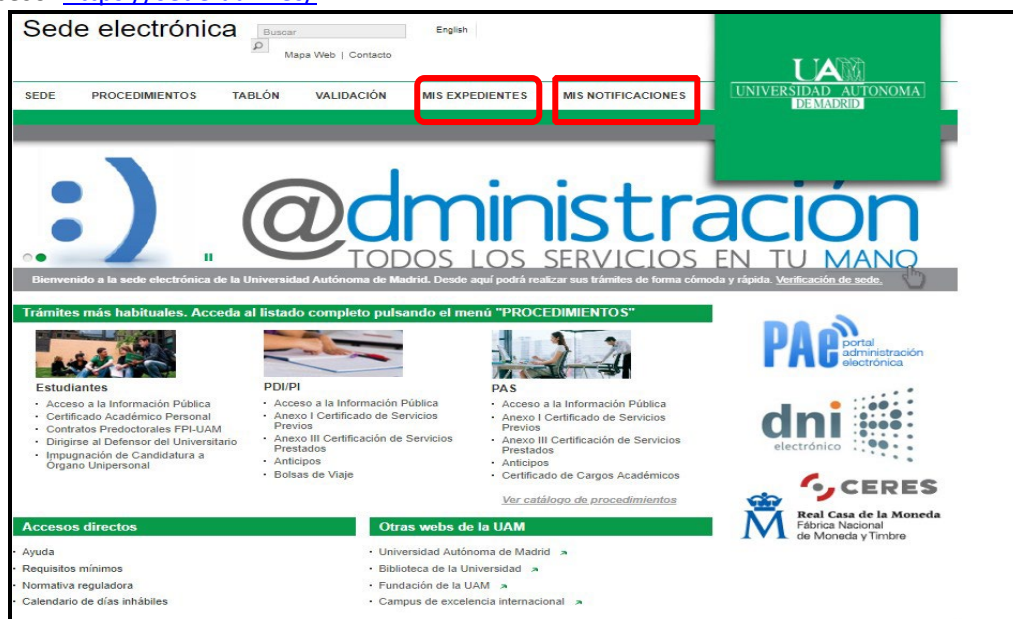 Sede electrónica
Buscar
English
Mapa Web | Contacto
SEDE PROCEDIMIENTOS TABLÓN VALIDACIÓN MIS EXPEDIENTES MIS NOTIFICACIONES
UAM
UNIVERSIDAD AUTONOMA
DE MADRID
:)
@dministración
TODOS LOS SERVICIOS EN TU MANO
Bienvenido a la sede electrónica de la Universidad Autónoma de Madrid. Desde aquí podrá realizar sus trámites de forma cómoda y rápida. Verificación de sede.
Trámites más habituales. Acceda al listado completo pulsando el menú "PROCEDIMIENTOS"
Estudiantes
· Acceso a la Información Pública
· Certificado Académico Personal
· Contratos Predoctorales FPI-UAM
· Dirigirse al Defensor del Universitario
· Impugnación de Candidatura a
Órgano Unipersonal
PDI/PI
· Acceso a la Información Pública
· Anexo I Certificado de Servicios
Previos
· Anexo III Certificación de Servicios
Prestados
· Anticipos
· Bolsas de Viaje
PAS
· Acceso a la Información Pública
· Anexo I Certificado de Servicios
Previos
· Anexo III Certificación de Servicios
Prestados
· Anticipos
· Certificado de Cargos Académicos
Ver catálogo de procedimientos
PAe portal
administración
electrónica
dni
electrónico
CERES
Real Casa de la Moneda
Fábrica Nacional
de Moneda y Timbre
Accesos directos
· Ayuda
· Requisitos mínimos
· Normativa reguladora
· Calendario de días inhábiles
Otras webs de la UAM
· Universidad Autónoma de Madrid
· Biblioteca de la Universidad
· Fundación de la UAM
· Campus de excelencia internacional